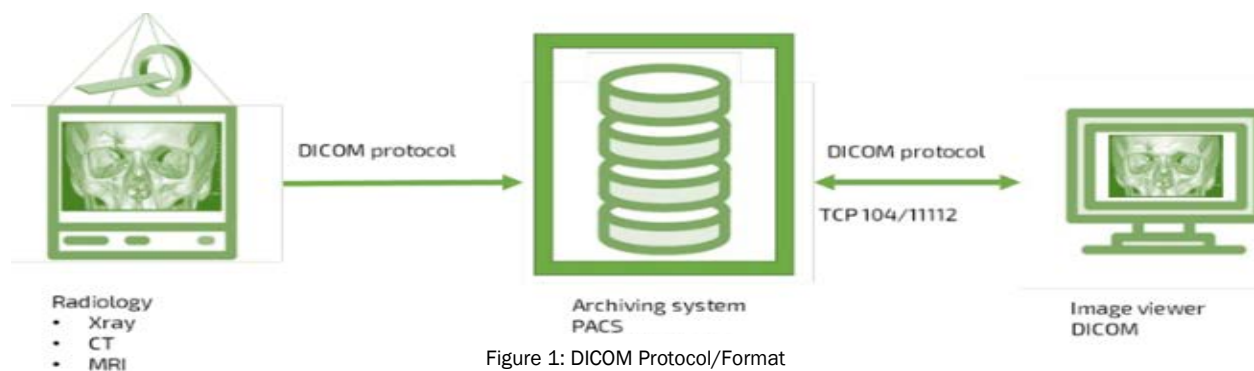 DICOM protocol
DICOM protocol
TCP 104/11112
Radiology
• Xray
• CT
• MRI
Archiving system
PACS
Image viewer
DICOM
Figure 1: DICOM Protocol/Format